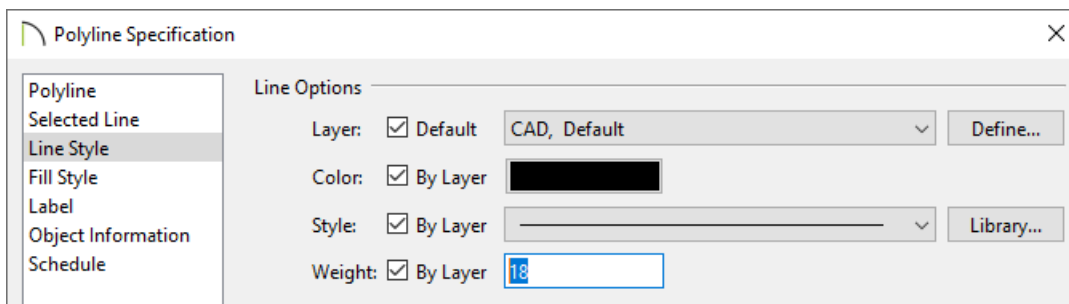 Polyline Specification
Polyline
Selected Line
Line Style
Fill Style
Label
Object Information
Schedule
Line Options
Layer: Default CAD, Default Define...
Color: By Layer
Style: By Layer Library...
Weight: By Layer 18